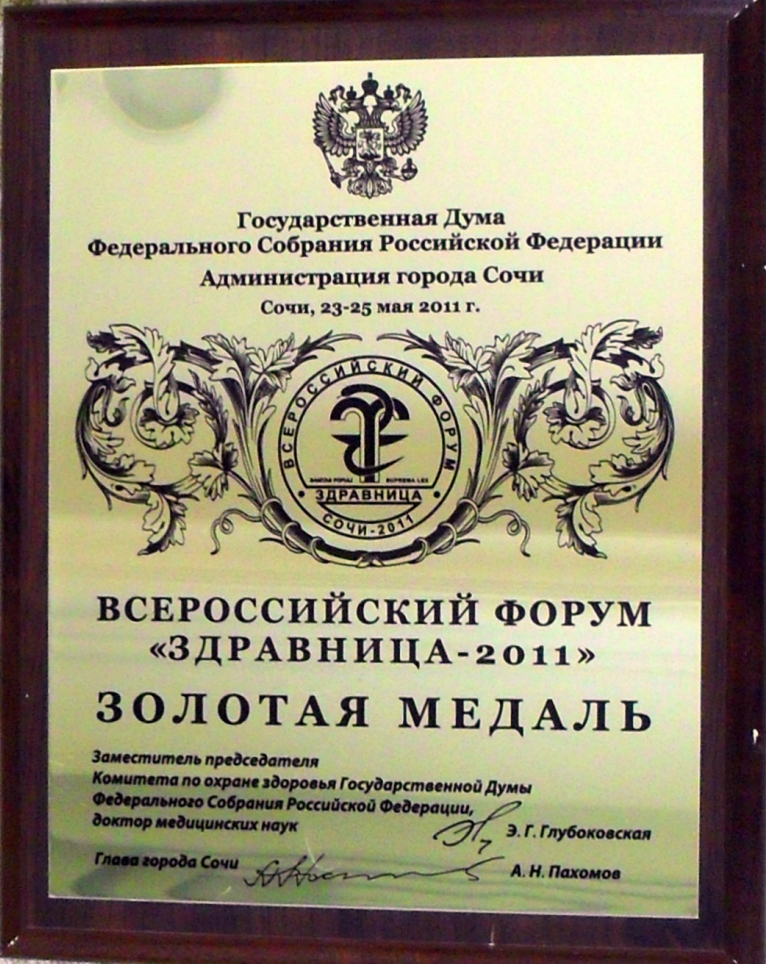 Государственная Дума
Федерального Собрания Российской Федерации
Администрация города Сочи
Сочи, 23-25 мая 2011 г.
ВСЕРОССИЙСКИЙ ФОРУМ
ЗДРАВНИЦА
СОЧИ-2011
ВСЕРОССИЙСКИЙ ФОРУМ
«ЗДРАВНИЦА-2011»
ЗОЛОТАЯ МЕДАЛЬ
Заместитель председателя
Комитета по охране здоровья Государственной Думы
Федерального Собрания Российской Федерации,
доктор медицинских наук
Э. Г. Глубоковская
Глава города Сочи
А. Н. Пахомов